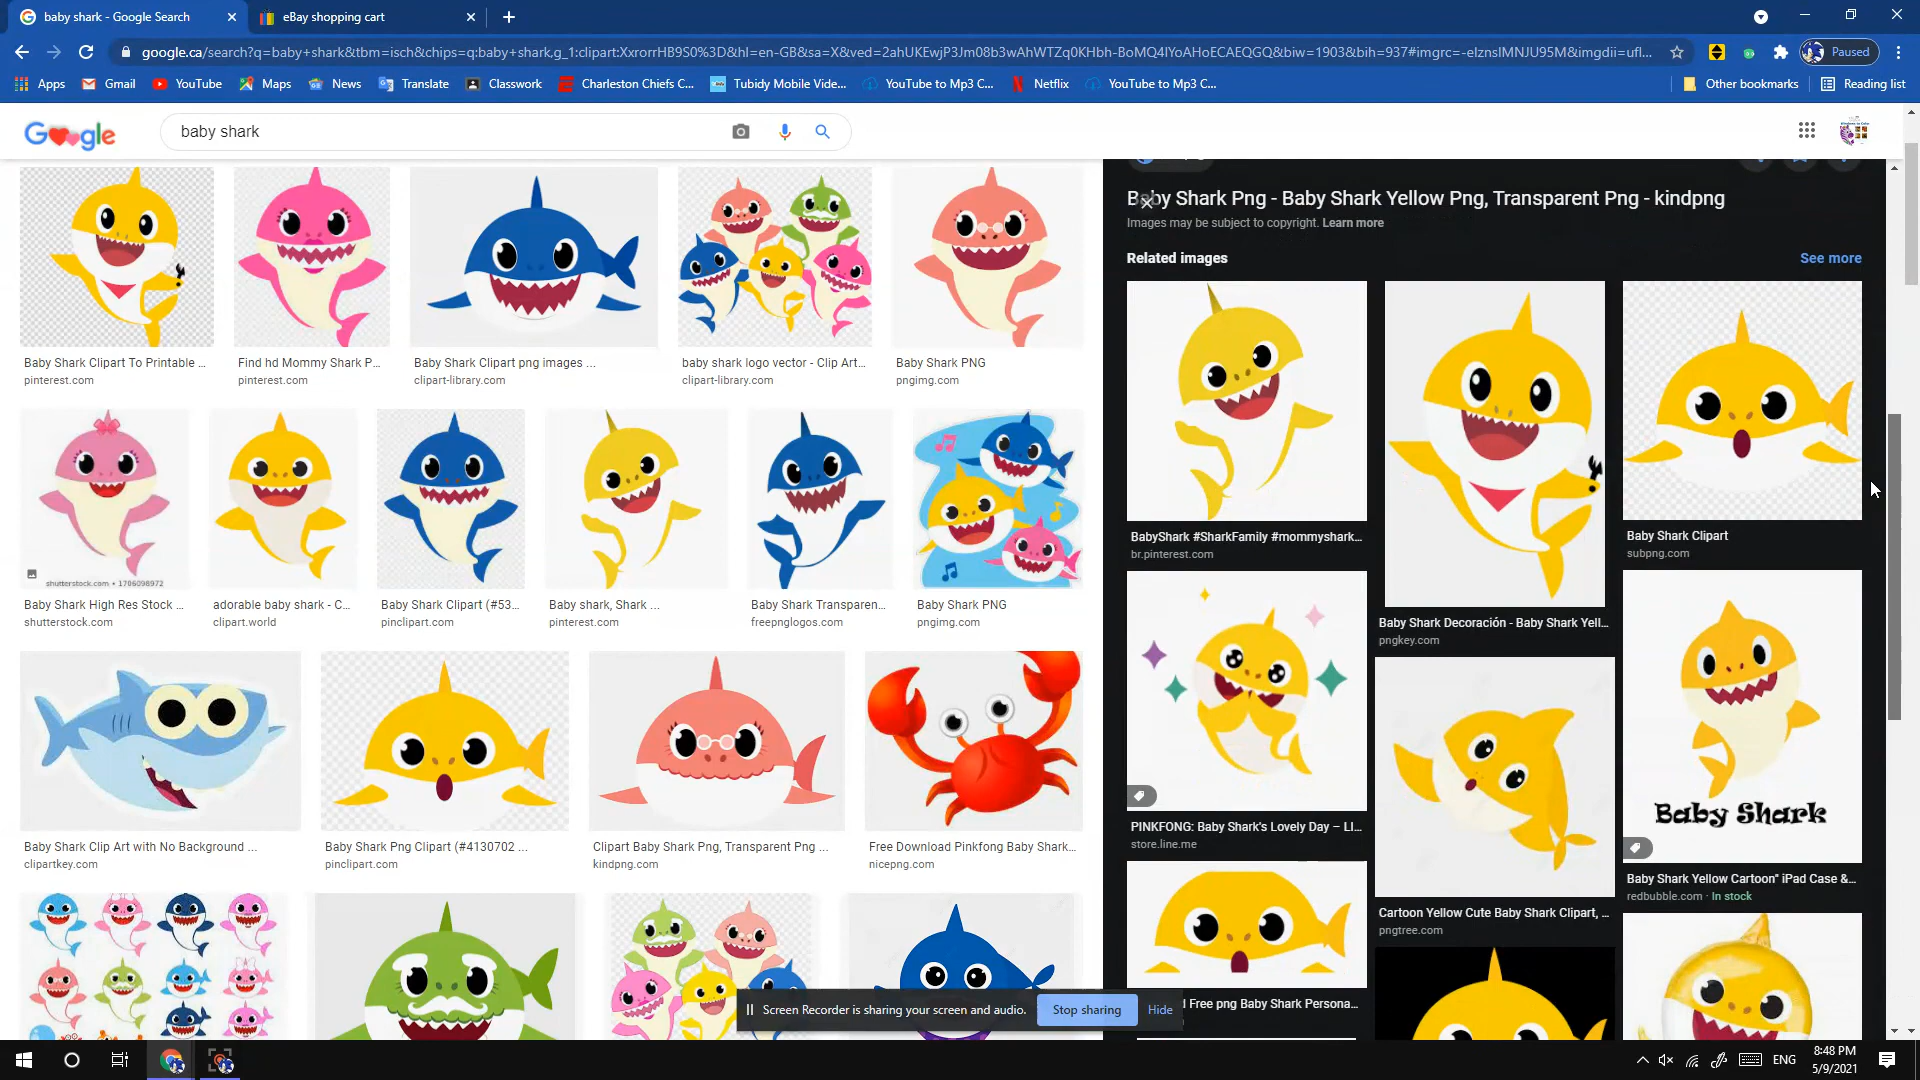 baby shark - Google Search
eBay shopping cart
google.ca/search?q=baby+shark&tbm=isch&chips=q:baby+shark,g_1:clipart:XxrorrHB9S0%3D&hl=en-GB&sa=X&ved=2ahUKEwjP3Jm08b3wAhWTZq0KHbh-BoMQ4lYoAHoECAEQGQ&biw=1903&bih=937#imgrc=-elznsIMNJU95M&imgdii=ufl...
Paused
Apps
Gmail
YouTube
Maps
News
Translate
Classwork
Charleston Chiefs C...
Tubidy Mobile Vide...
YouTube to Mp3 C...
Netflix
YouTube to Mp3 C...
Other bookmarks
Reading list
Google
baby shark
Baby Shark Clipart To Printable ...
pinterest.com
Find hd Mommy Shark P...
pinterest.com
Baby Shark Clipart png images ...
clipart-library.com
baby shark logo vector - Clip Art...
clipart-library.com
Baby Shark PNG
pngimg.com
shutterstock.com • 1706098972
Baby Shark High Res Stock ...
shutterstock.com
adorable baby shark - C...
clipart.world
Baby Shark Clipart (#53...
pinclipart.com
Baby shark, Shark ...
pinterest.com
Baby Shark Transparen...
freepnglogos.com
Baby Shark PNG
pngimg.com
Baby Shark Clip Art with No Background ...
clipartkey.com
Baby Shark Png Clipart (#4130702 ...
pinclipart.com
Clipart Baby Shark Png, Transparent Png ...
kindpng.com
Free Download Pinkfong Baby Shark...
nicepng.com
Baby Shark Png - Baby Shark Yellow Png, Transparent Png - kindpng
Images may be subject to copyright. Learn more
Related images
See more
BabyShark #SharkFamily #mommyshark...
br.pinterest.com
Baby Shark Decoración - Baby Shark Yell...
pngkey.com
Baby Shark Clipart
subpng.com
PINKFONG: Baby Shark's Lovely Day – LI...
store.line.me
Cartoon Yellow Cute Baby Shark Clipart, ...
pngtree.com
Baby Shark
Baby Shark Yellow Cartoon" iPad Case &...
redbubble.com · In stock
Free png Baby Shark Persona...
Screen Recorder is sharing your screen and audio.
Stop sharing
Hide
ENG
8:48 PM
5/9/2021